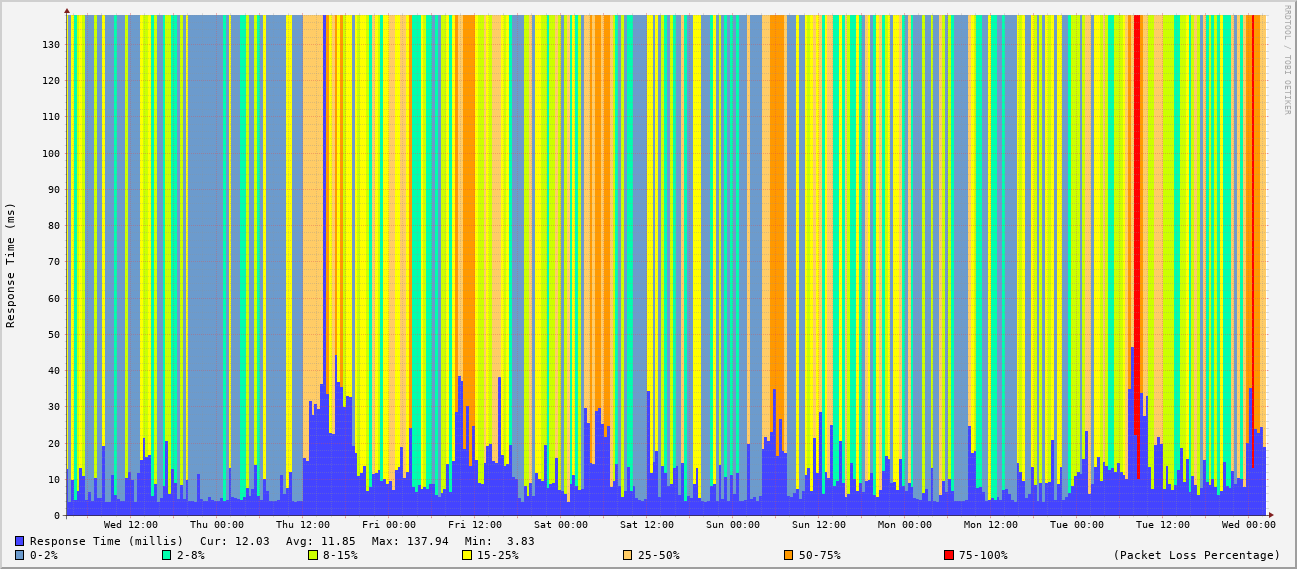 RRDTOOL / TOBI OETIKER
Response Time (ms)
130
120
110
100
90
80
70
60
50
40
30
20
10
0
Wed 12:00 Thu 00:00 Thu 12:00 Fri 00:00 Fri 12:00 Sat 00:00 Sat 12:00 Sun 00:00 Sun 12:00 Mon 00:00 Mon 12:00 Tue 00:00 Tue 12:00 Wed 00:00
Response Time (millis) Cur: 12.03 Avg: 11.85 Max: 137.94 Min: 3.83
0-2% 2-8% 8-15% 15-25% 25-50% 50-75% 75-100% (Packet Loss Percentage)